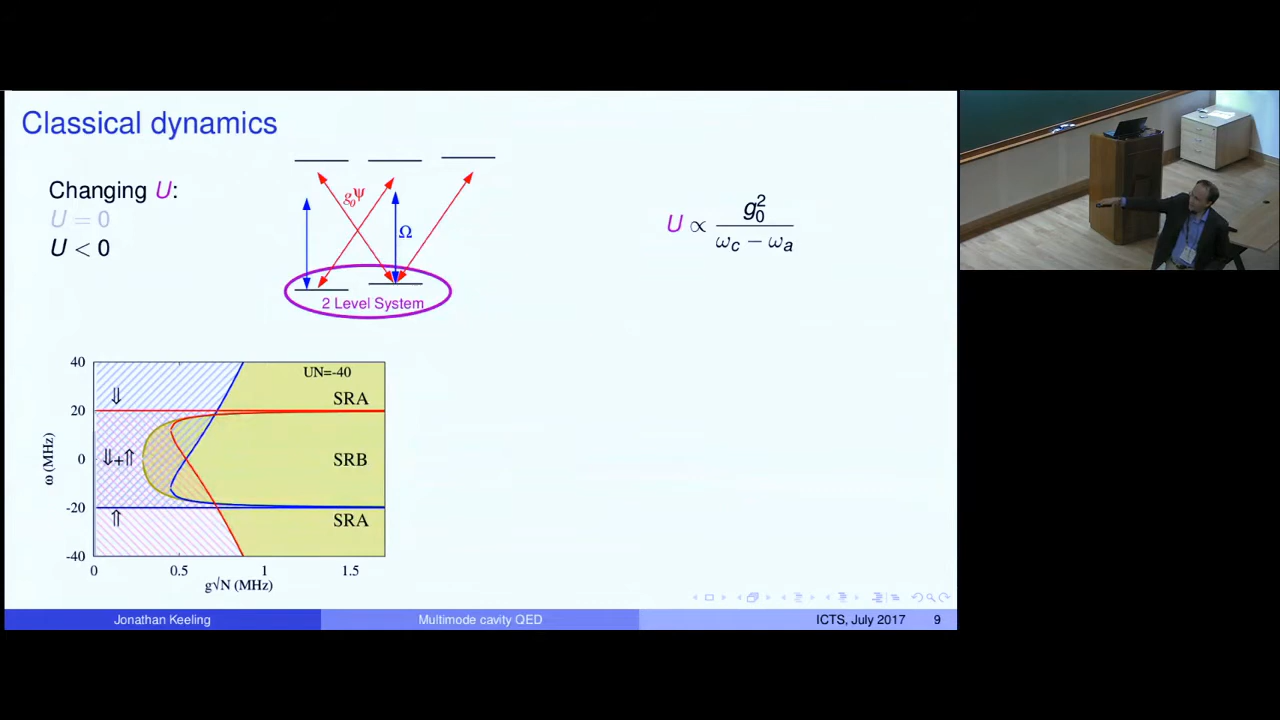 Classical dynamics
Changing U:
U = 0
U < 0
g₀ψ
Ω
2 Level System
U ∝ g₀² / (ω_c − ω_a)
40
20
0
-20
-40
ω (MHz)
UN=-40
⇓
SRA
⇓+⇑
SRB
⇑
SRA
0
0.5
1
1.5
g√N (MHz)
Jonathan Keeling
Multimode cavity QED
ICTS, July 2017
9